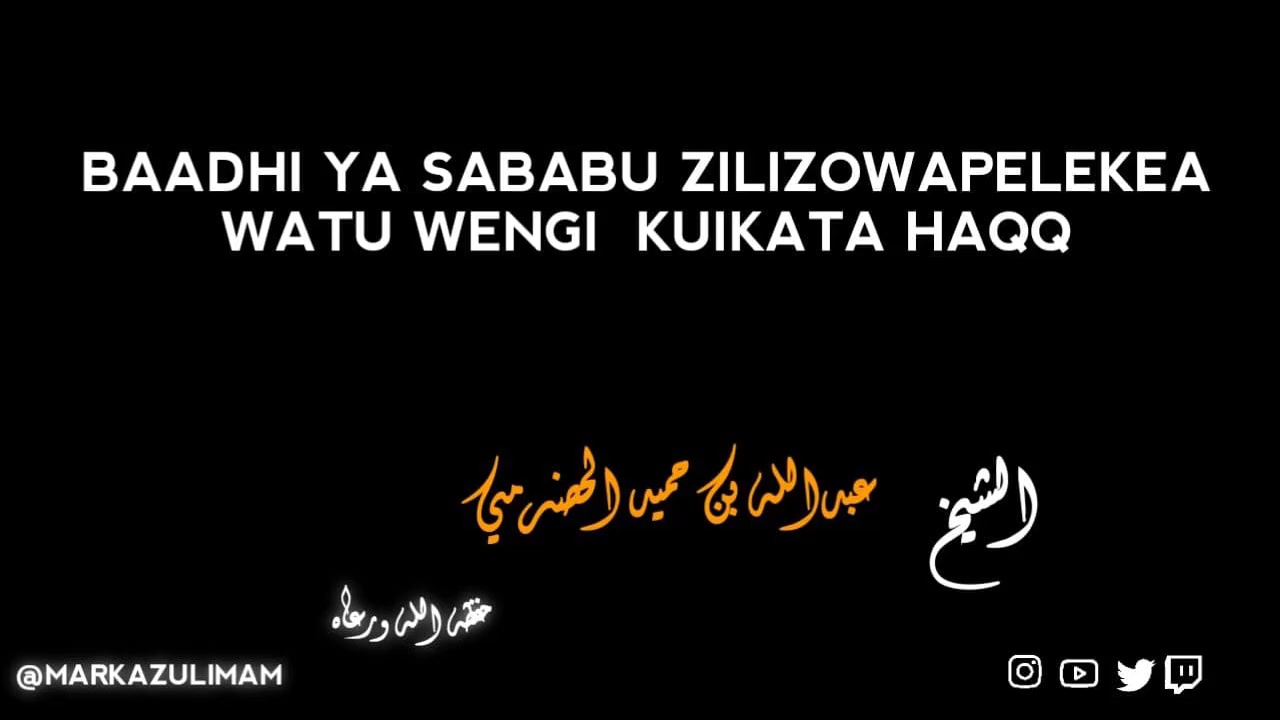 BAADHI YA SABABU ZILIZOWAPELEKEA
WATU WENGI KUIKATA HAQQ
الشيخ
عبدالله بن حميد الحضرمي
حفظه الله ورعاه
@MARKAZULIMAM